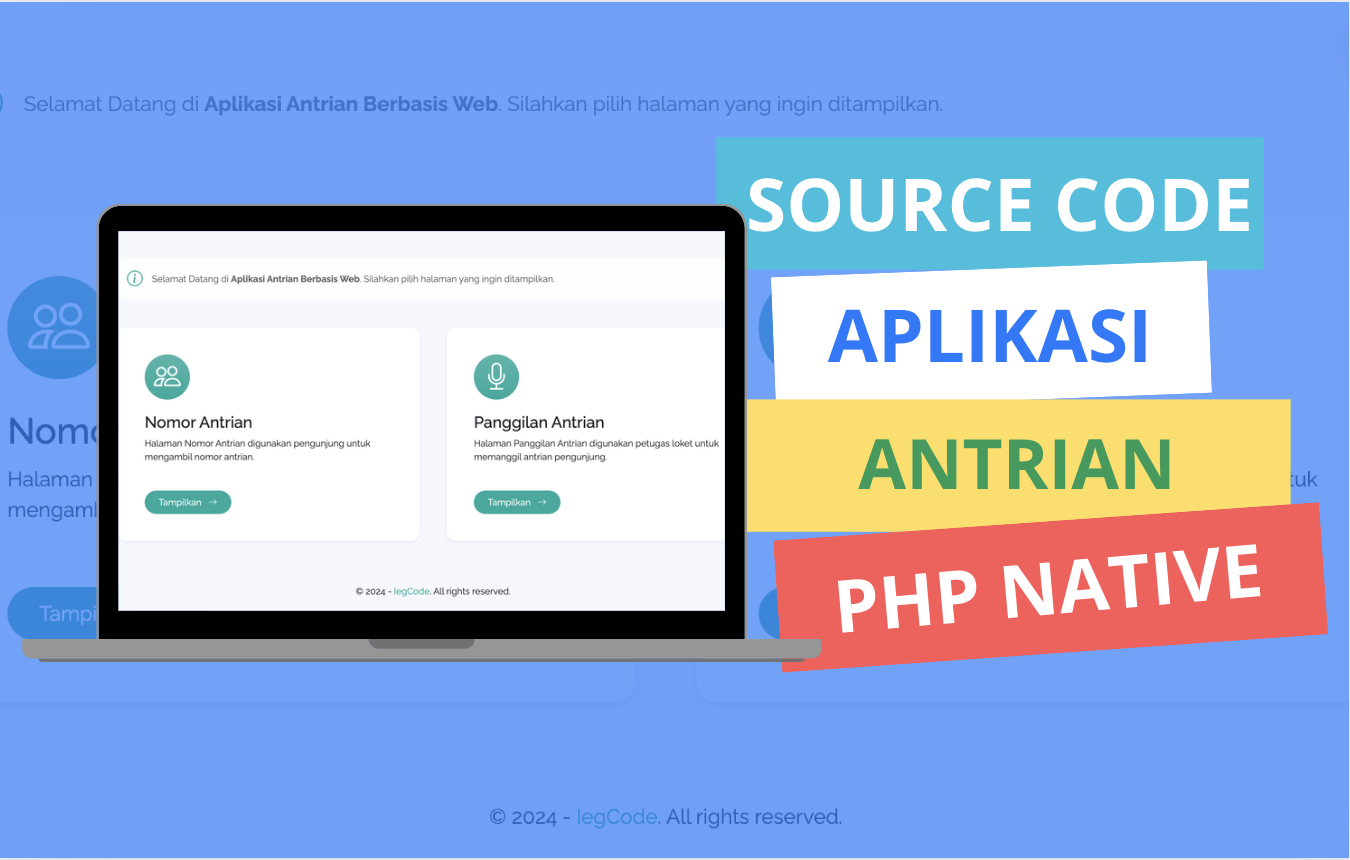 Selamat Datang di Aplikasi Antrian Berbasis Web. Silahkan pilih halaman yang ingin ditampilkan.
SOURCE CODE
APLIKASI
ANTRIAN
PHP NATIVE
Selamat Datang di Aplikasi Antrian Berbasis Web. Silahkan pilih halaman yang ingin ditampilkan.
Nomor Antrian
Halaman Nomor Antrian digunakan pengunjung untuk
mengambil nomor antrian.
Tampilkan →
Panggilan Antrian
Halaman Panggilan Antrian digunakan petugas loket untuk
memanggil antrian pengunjung.
Tampilkan →
© 2024 - IegCode. All rights reserved.
Nomo
Halaman
mengamb
Tampi
tuk
© 2024 - IegCode. All rights reserved.